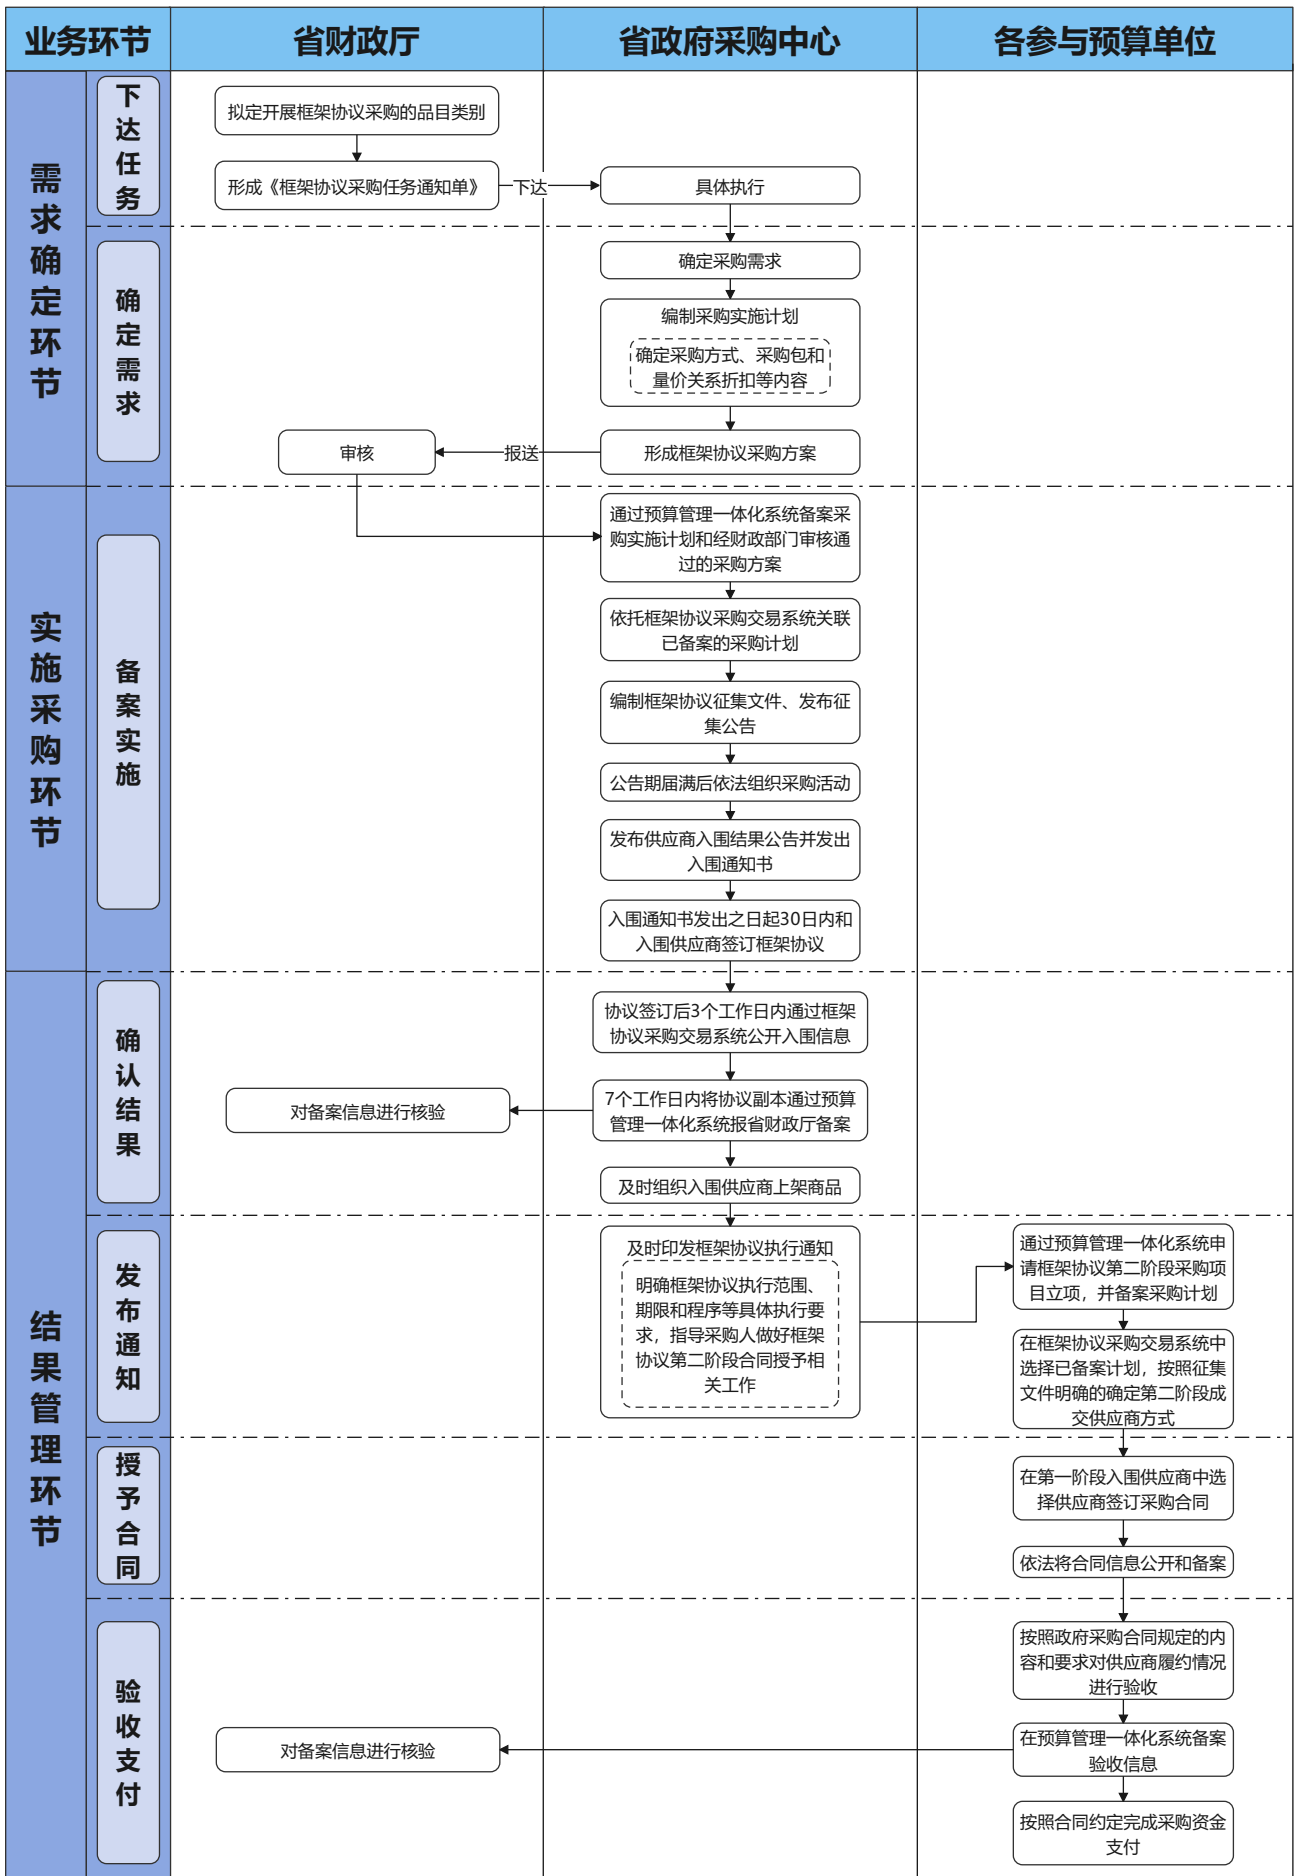 业务环节
省财政厅
省政府采购中心
各参与预算单位
需求确定环节
下达任务
拟定开展框架协议采购的品目类别
形成《框架协议采购任务通知单》
下达
具体执行
确定需求
确定采购需求
编制采购实施计划
确定采购方式、采购包和
量价关系折扣等内容
审核
报送
形成框架协议采购方案
实施采购环节
备案实施
通过预算管理一体化系统备案采
购实施计划和经财政部门审核通
过的采购方案
依托框架协议采购交易系统关联
已备案的采购计划
编制框架协议征集文件、发布征
集公告
公告期届满后依法组织采购活动
发布供应商入围结果公告并发出
入围通知书
入围通知书发出之日起30日内和
入围供应商签订框架协议
结果管理环节
确认结果
协议签订后3个工作日内通过框架
协议采购交易系统公开入围信息
对备案信息进行核验
7个工作日内将协议副本通过预算
管理一体化系统报省财政厅备案
及时组织入围供应商上架商品
发布通知
及时印发框架协议执行通知
明确框架协议执行范围、
期限和程序等具体执行要
求，指导采购人做好框架
协议第二阶段合同授予相
关工作
通过预算管理一体化系统申
请框架协议第二阶段采购项
目立项，并备案采购计划
在框架协议采购交易系统中
选择已备案计划，按照征集
文件明确的确定第二阶段成
交供应商方式
授予合同
在第一阶段入围供应商中选
择供应商签订采购合同
依法将合同信息公开和备案
验收支付
按照政府采购合同规定的内
容和要求对供应商履约情况
进行验收
对备案信息进行核验
在预算管理一体化系统备案
验收信息
按照合同约定完成采购资金
支付